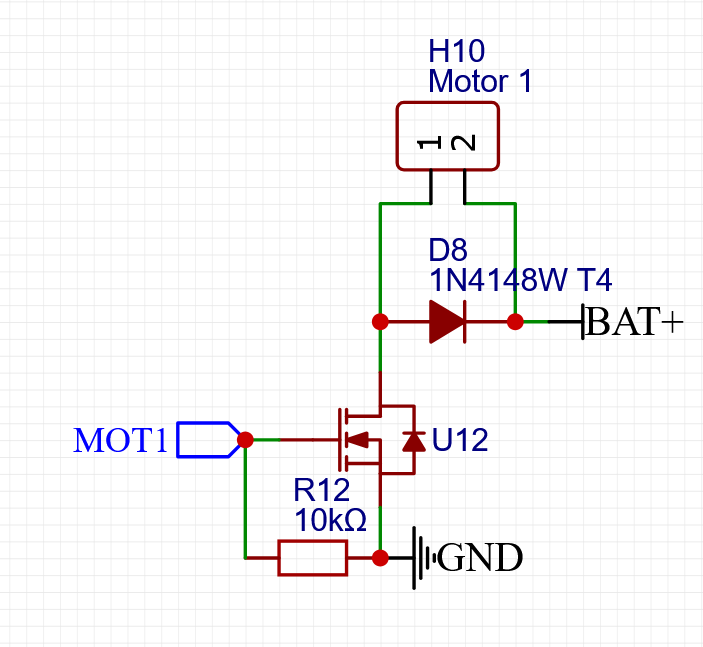 H10
Motor 1
1
2
D8
1N4148W T4
BAT+
MOT1
U12
R12
10kΩ
GND